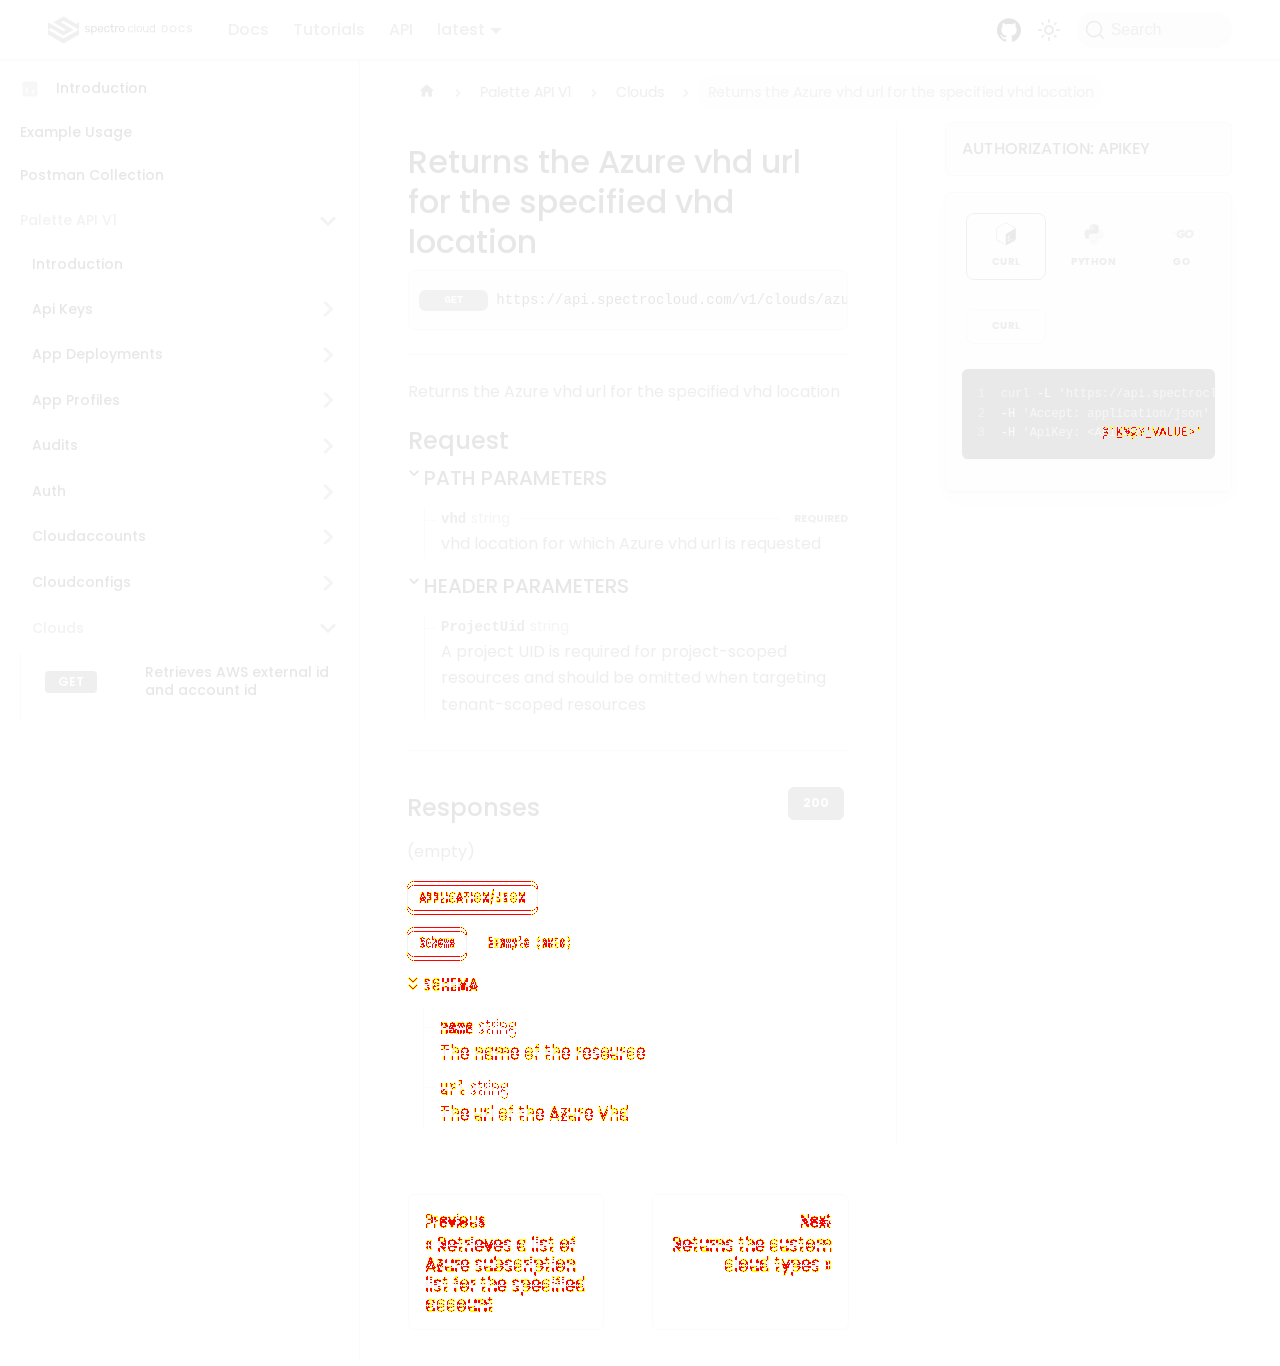 spectro cloud DOCS
Docs
Tutorials
API
latest
Search
Introduction
Example Usage
Postman Collection
Palette API V1
Introduction
Api Keys
App Deployments
App Profiles
Audits
Auth
Cloudaccounts
Cloudconfigs
Clouds
GET
Retrieves AWS external id
and account id
Palette API V1
Clouds
Returns the Azure vhd url for the specified vhd location
Returns the Azure vhd url
for the specified vhd
location
GET https://api.spectrocloud.com/v1/clouds/azu
Returns the Azure vhd url for the specified vhd location
Request
PATH PARAMETERS
vhd string REQUIRED
vhd location for which Azure vhd url is requested
HEADER PARAMETERS
ProjectUid string
A project UID is required for project-scoped
resources and should be omitted when targeting
tenant-scoped resources
Responses
200
(empty)
APPLICATION/JSON
Schema
Example (auto)
SCHEMA
name string
The name of the resource
url string
The url of the Azure Vhd
Previous
« Retrieves a list of
Azure subscription
list for the specified
account
Next
Returns the custom
cloud types »
AUTHORIZATION: APIKEY
CURL
PYTHON
GO
GO
CURL
1 curl -L 'https://api.spectrocl
2 -H 'Accept: application/json'
3 -H 'ApiKey: <API_KEY_VALUE>'